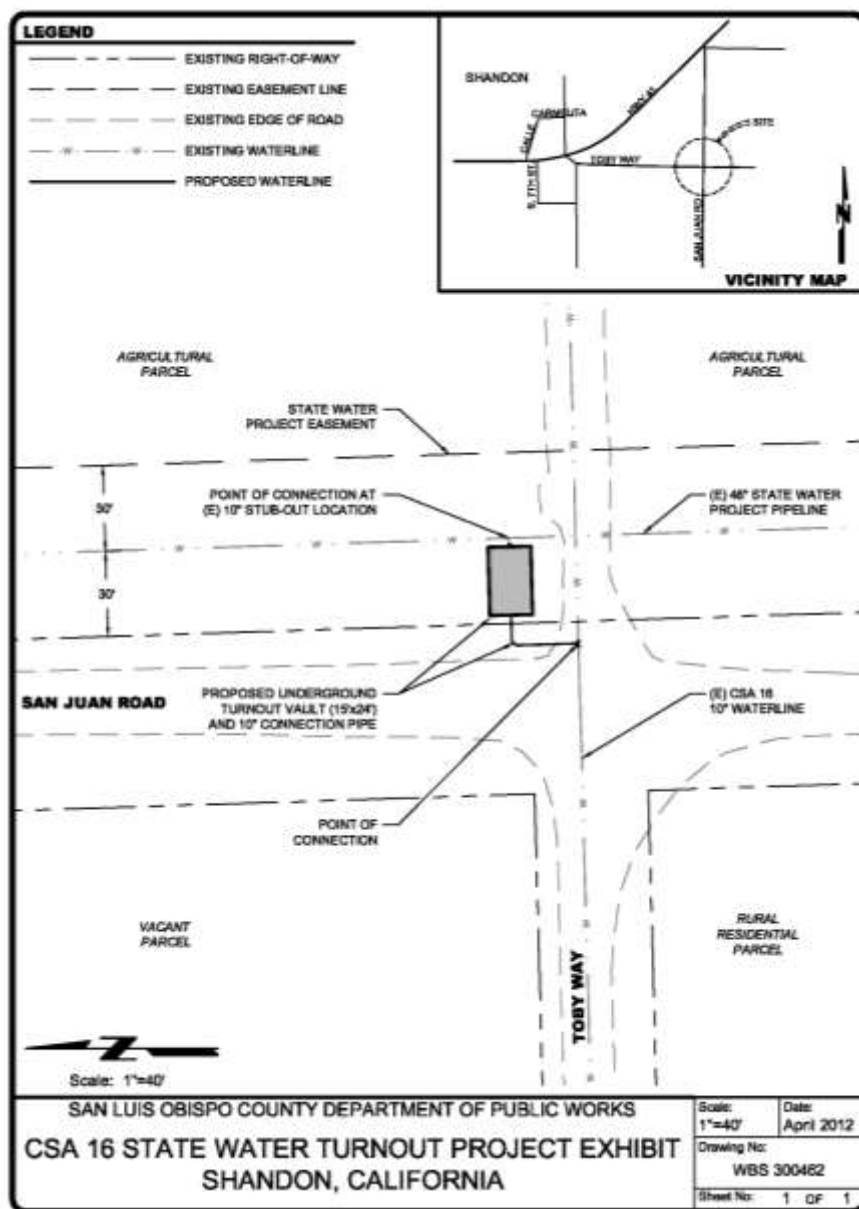 LEGEND
EXISTING RIGHT-OF-WAY
EXISTING EASEMENT LINE
EXISTING EDGE OF ROAD
EXISTING WATERLINE
PROPOSED WATERLINE
SHANDON
CALLE
CARMELITA
HWY 41
SITE
TOBY WAY
S. 7TH ST
SAN JUAN RD
N
VICINITY MAP
AGRICULTURAL
PARCEL
AGRICULTURAL
PARCEL
STATE WATER
PROJECT EASEMENT
POINT OF CONNECTION AT
(E) 10" STUB-OUT LOCATION
(E) 48" STATE WATER
PROJECT PIPELINE
30'
30'
SAN JUAN ROAD
PROPOSED UNDERGROUND
TURNOUT VAULT (15'x24')
AND 10" CONNECTION PIPE
(E) CSA 16
10" WATERLINE
POINT OF
CONNECTION
VACANT
PARCEL
RURAL
RESIDENTIAL
PARCEL
TOBY WAY
N
Scale: 1"=40'
SAN LUIS OBISPO COUNTY DEPARTMENT OF PUBLIC WORKS
CSA 16 STATE WATER TURNOUT PROJECT EXHIBIT
SHANDON, CALIFORNIA
Scale:
1"=40'
Date:
April 2012
Drawing No:
WBS 300462
Sheet No: 1 OF 1